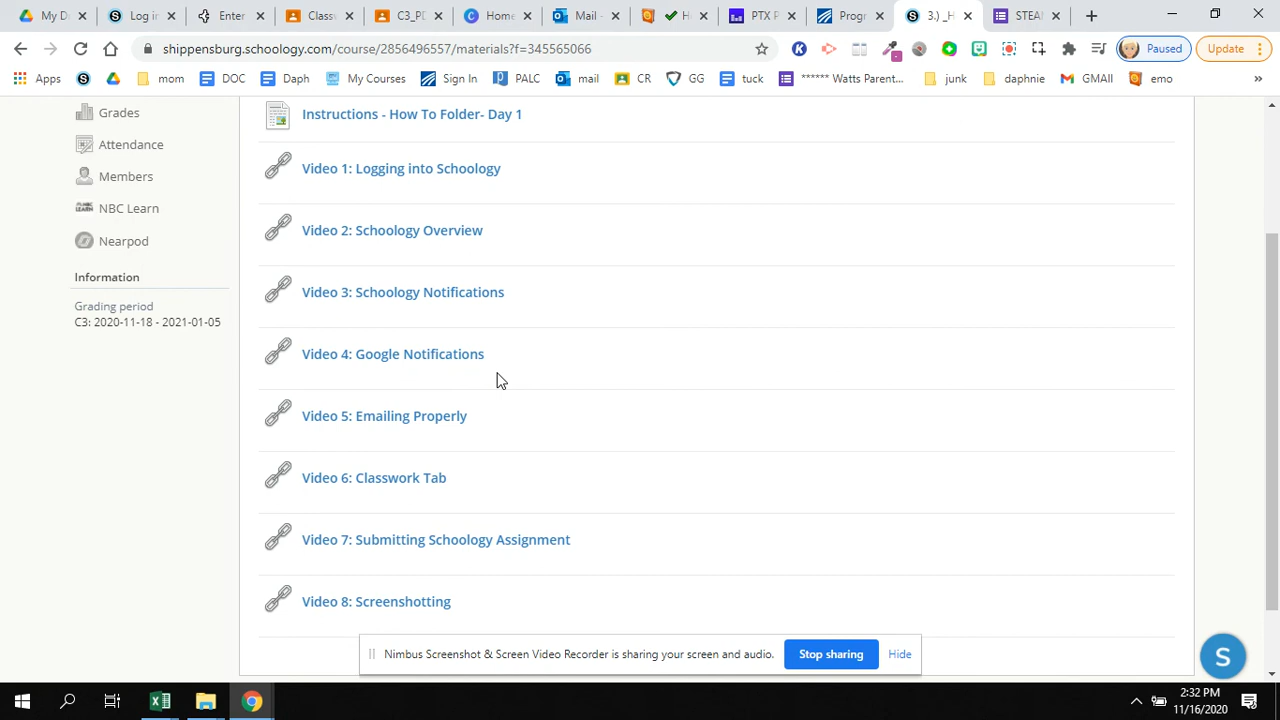 My D
Log in
Enter
Class
C3_PD
Home
Mail -
H
PTX P
Progr
3.) _H
STEA
shippensburg.schoology.com/course/2856496557/materials?f=345565066
Paused
Update
Apps
mom
DOC
Daph
My Courses
Sign In
PALC
mail
CR
GG
tuck
****** Watts Parent...
junk
daphnie
GMAIl
emo
»
Grades
Attendance
Members
NBC Learn
Nearpod
Information
Grading period
C3: 2020-11-18 - 2021-01-05
Instructions - How To Folder- Day 1
Video 1: Logging into Schoology
Video 2: Schoology Overview
Video 3: Schoology Notifications
Video 4: Google Notifications
Video 5: Emailing Properly
Video 6: Classwork Tab
Video 7: Submitting Schoology Assignment
Video 8: Screenshotting
Nimbus Screenshot & Screen Video Recorder is sharing your screen and audio.
Stop sharing
Hide
S
2:32 PM
11/16/2020